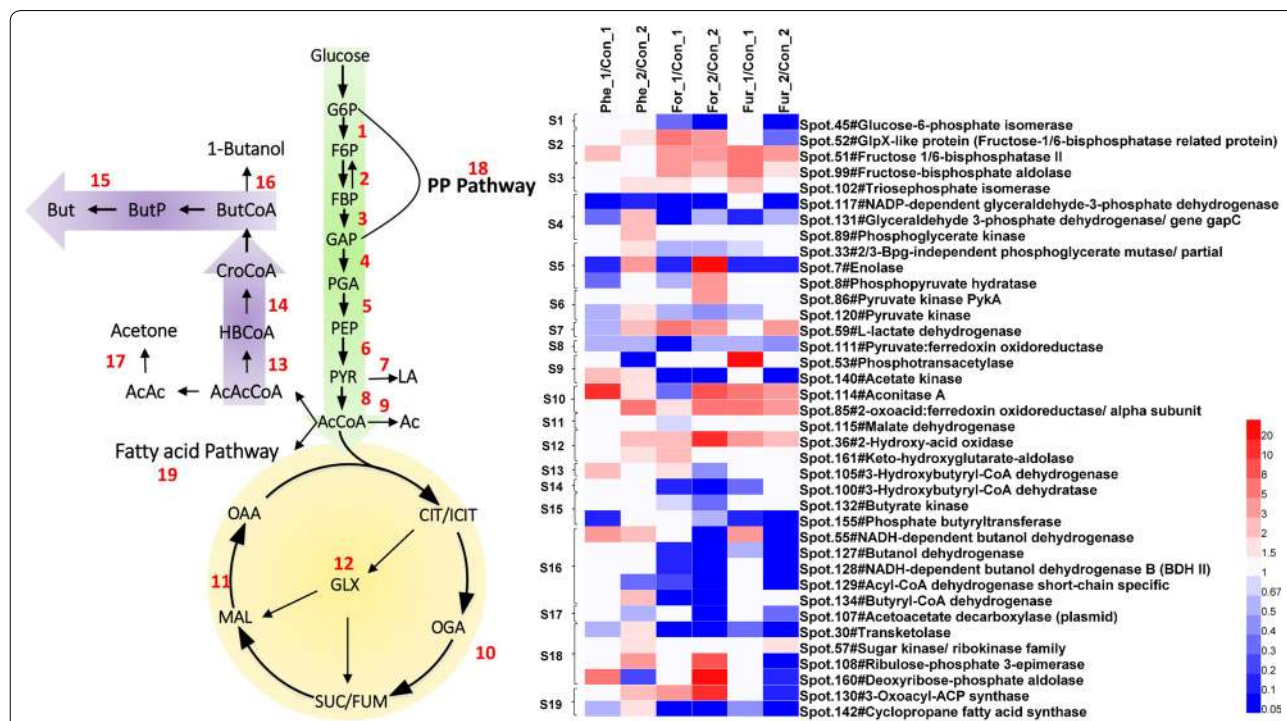 Glucose
G6P
1
F6P
2
FBP
3
GAP
4
PGA
5
PEP
6
PYR
7
LA
8
9
AcCoA
Ac
18
PP Pathway
1-Butanol
15
16
But
ButP
ButCoA
CroCoA
14
HBCoA
Acetone
17
13
AcAc
AcAcCoA
Fatty acid Pathway
19
OAA
CIT/ICIT
12
GLX
11
MAL
OGA
10
SUC/FUM
Phe_1/Con_1
Phe_2/Con_2
For_1/Con_1
For_2/Con_2
Fur_1/Con_1
Fur_2/Con_2
S1
S2
S3
S4
S5
S6
S7
S8
S9
S10
S11
S12
S13
S14
S15
S16
S17
S18
S19
Spot.45#Glucose-6-phosphate isomerase
Spot.52#GlpX-like protein (Fructose-1/6-bisphosphatase related protein)
Spot.51#Fructose 1/6-bisphosphatase II
Spot.99#Fructose-bisphosphate aldolase
Spot.102#Triosephosphate isomerase
Spot.117#NADP-dependent glyceraldehyde-3-phosphate dehydrogenase
Spot.131#Glyceraldehyde 3-phosphate dehydrogenase/ gene gapC
Spot.89#Phosphoglycerate kinase
Spot.33#2/3-Bpg-independent phosphoglycerate mutase/ partial
Spot.7#Enolase
Spot.8#Phosphopyruvate hydratase
Spot.86#Pyruvate kinase PykA
Spot.120#Pyruvate kinase
Spot.59#L-lactate dehydrogenase
Spot.111#Pyruvate:ferredoxin oxidoreductase
Spot.53#Phosphotransacetylase
Spot.140#Acetate kinase
Spot.114#Aconitase A
Spot.85#2-oxoacid:ferredoxin oxidoreductase/ alpha subunit
Spot.115#Malate dehydrogenase
Spot.36#2-Hydroxy-acid oxidase
Spot.161#Keto-hydroxyglutarate-aldolase
Spot.105#3-Hydroxybutyryl-CoA dehydrogenase
Spot.100#3-Hydroxybutyryl-CoA dehydratase
Spot.132#Butyrate kinase
Spot.155#Phosphate butyryltransferase
Spot.55#NADH-dependent butanol dehydrogenase
Spot.127#Butanol dehydrogenase
Spot.128#NADH-dependent butanol dehydrogenase B (BDH II)
Spot.129#Acyl-CoA dehydrogenase short-chain specific
Spot.134#Butyryl-CoA dehydrogenase
Spot.107#Acetoacetate decarboxylase (plasmid)
Spot.30#Transketolase
Spot.57#Sugar kinase/ ribokinase family
Spot.108#Ribulose-phosphate 3-epimerase
Spot.160#Deoxyribose-phosphate aldolase
Spot.130#3-Oxoacyl-ACP synthase
Spot.142#Cyclopropane fatty acid synthase
20
10
8
5
3
2
1.5
1
0.67
0.5
0.4
0.3
0.2
0.1
0.05